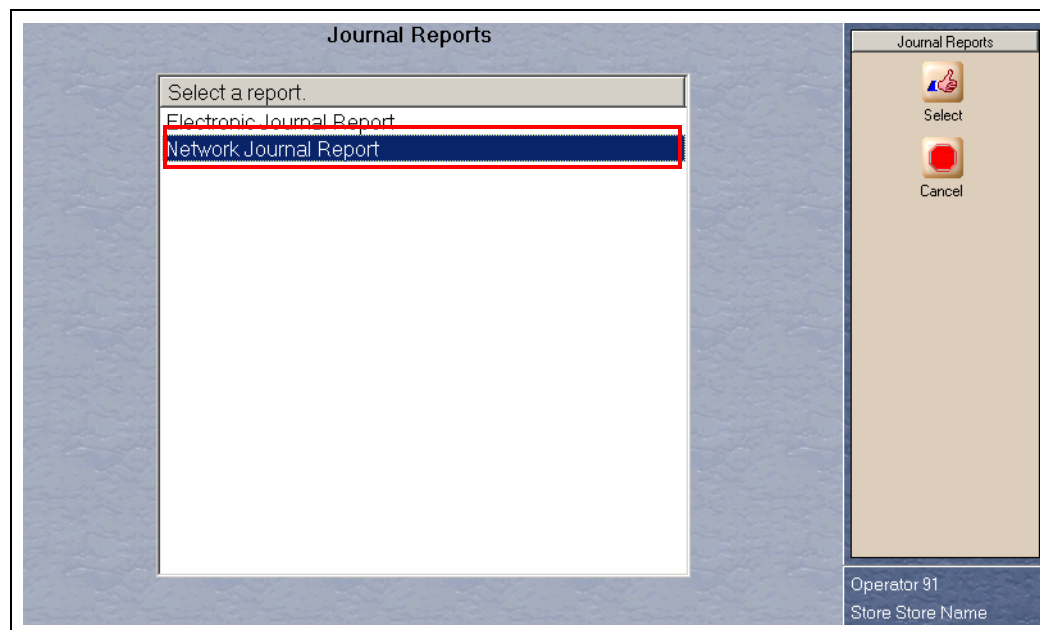 Journal Reports
Select a report.
Electronic Journal Report
Network Journal Report
Journal Reports
Select
Cancel
Operator 91
Store Store Name